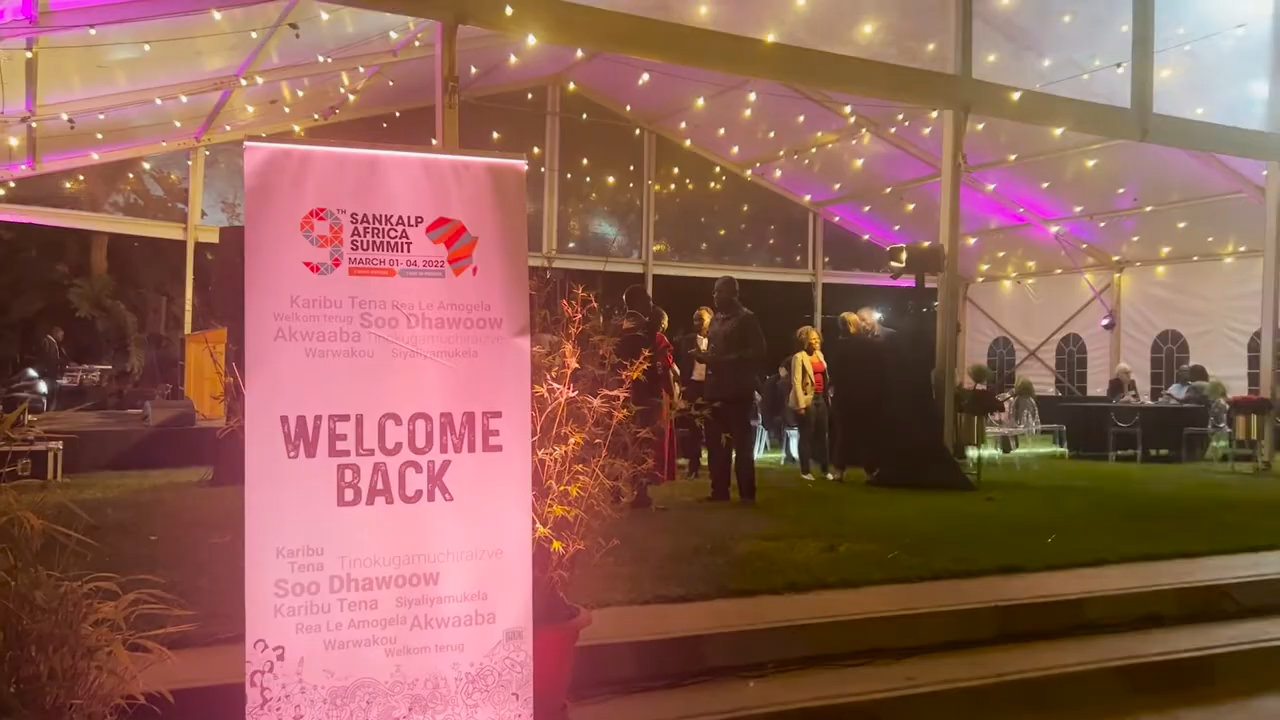 9TH SANKALP
AFRICA
SUMMIT
MARCH 01- 04, 2022
Karibu Tena Rea Le Amogela
Welkom terug Soo Dhawoow
Akwaaba Tinokugamuchiraizve
Warwakou Siyaliyamukela
WELCOME
BACK
Karibu
Tena Tinokugamuchiraizve
Soo Dhawoow
Karibu Tena Siyaliyamukela
Rea Le Amogela Akwaaba
Warwakou Welkom terug